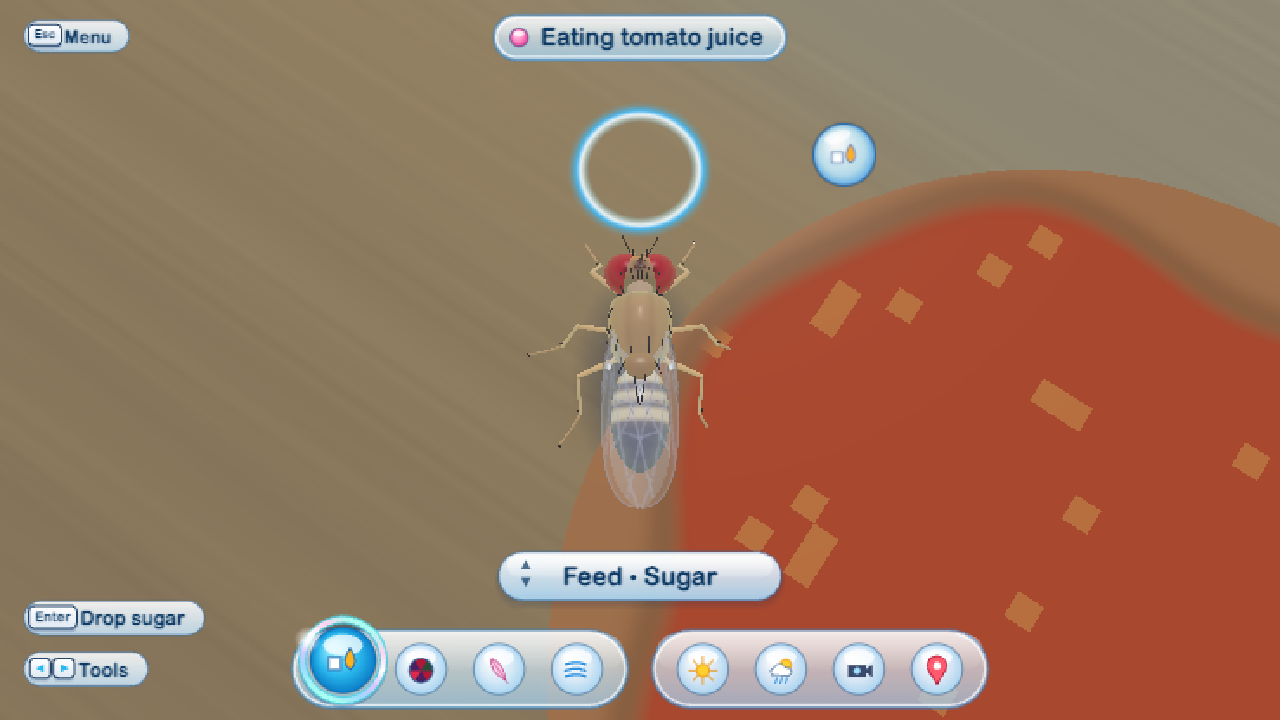 Esc Menu
Eating tomato juice
Feed • Sugar
Enter Drop sugar
Tools